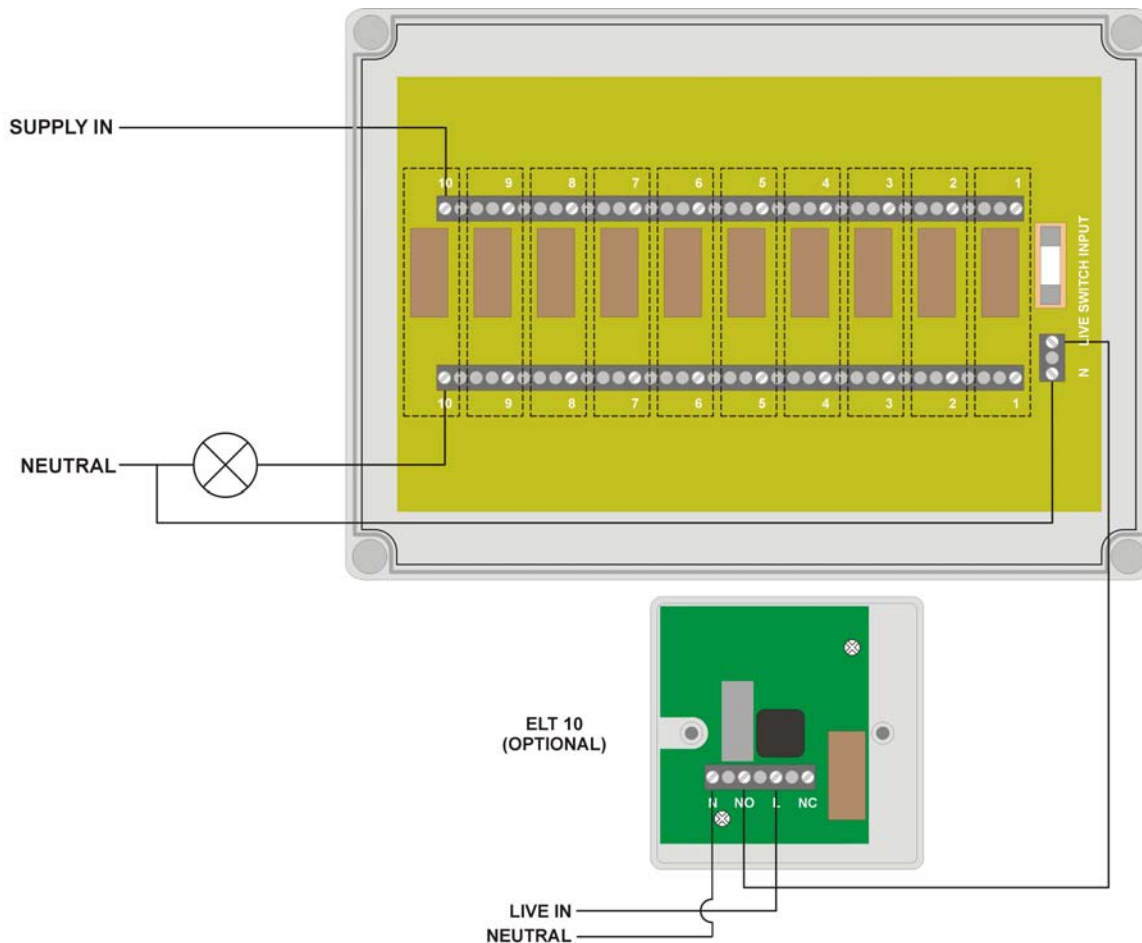 SUPPLY IN
10 9 8 7 6 5 4 3 2 1
LIVE SWITCH INPUT
N
10 9 8 7 6 5 4 3 2 1
NEUTRAL
ELT 10
(OPTIONAL)
N NO L NC
LIVE IN
NEUTRAL